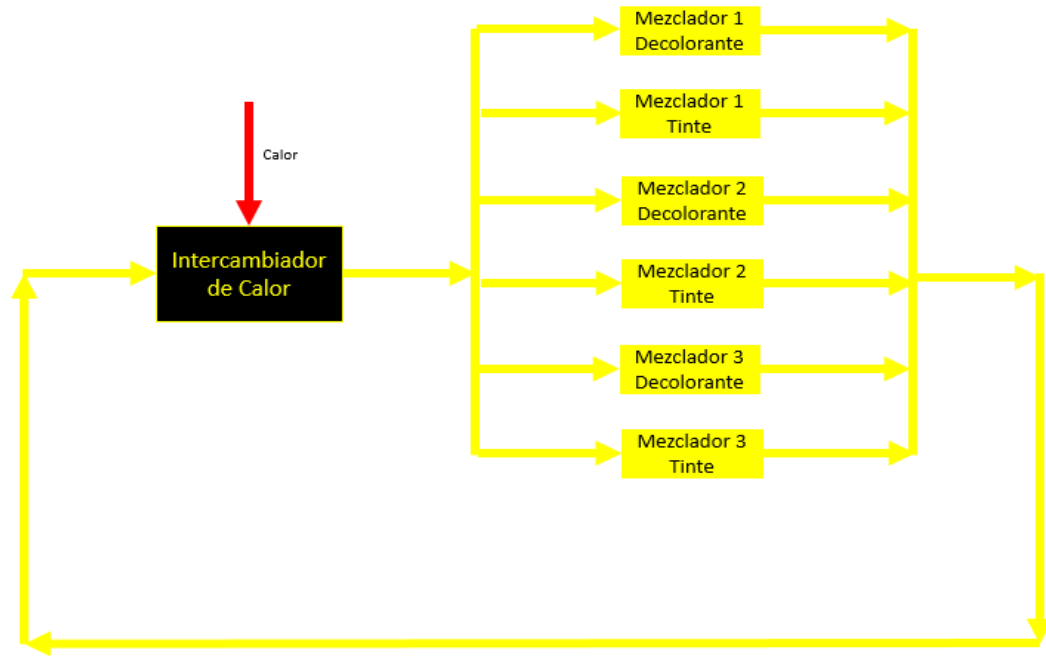 Mezclador 1
Decolorante
Mezclador 1
Tinte
Calor
Mezclador 2
Decolorante
Intercambiador
de Calor
Mezclador 2
Tinte
Mezclador 3
Decolorante
Mezclador 3
Tinte